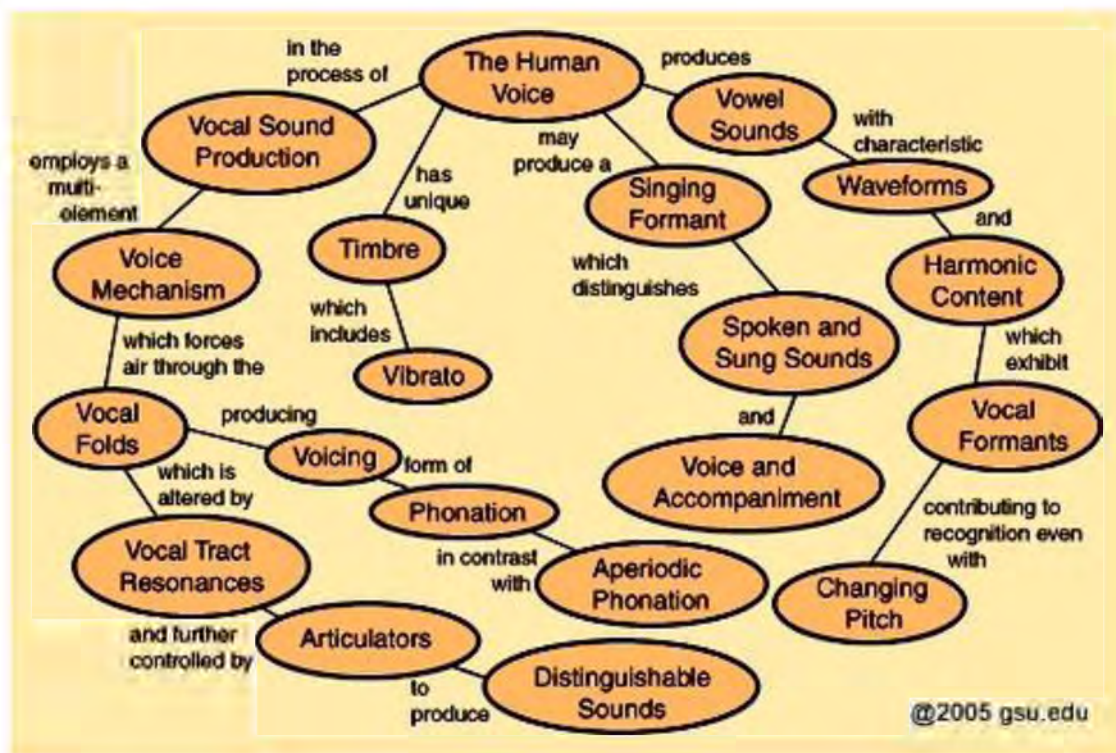 The Human
Voice
in the
process of
Vocal Sound
Production
employs a
multi-
element
Voice
Mechanism
which forces
air through the
Vocal
Folds
producing
Voicing
form of
Phonation
in contrast
with
Aperiodic
Phonation
which is
altered by
Vocal Tract
Resonances
and further
controlled by
Articulators
to
produce
Distinguishable
Sounds
has
unique
Timbre
which
includes
Vibrato
may
produce a
Singing
Formant
which
distinguishes
Spoken and
Sung Sounds
and
Voice and
Accompaniment
produces
Vowel
Sounds
with
characteristic
Waveforms
and
Harmonic
Content
which
exhibit
Vocal
Formants
contributing to
recognition even
with
Changing
Pitch
@2005 gsu.edu